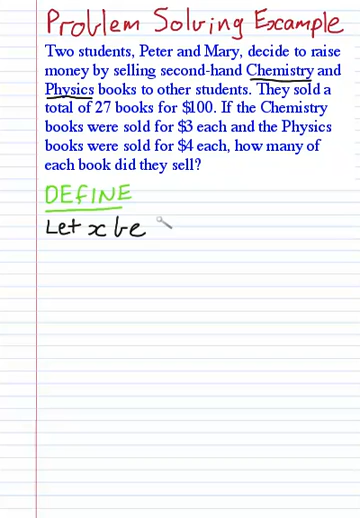 Problem Solving Example
Two students, Peter and Mary, decide to raise
money by selling second-hand Chemistry and
Physics books to other students. They sold a
total of 27 books for $100. If the Chemistry
books were sold for $3 each and the Physics
books were sold for $4 each, how many of
each book did they sell?
DEFINE
Let x be